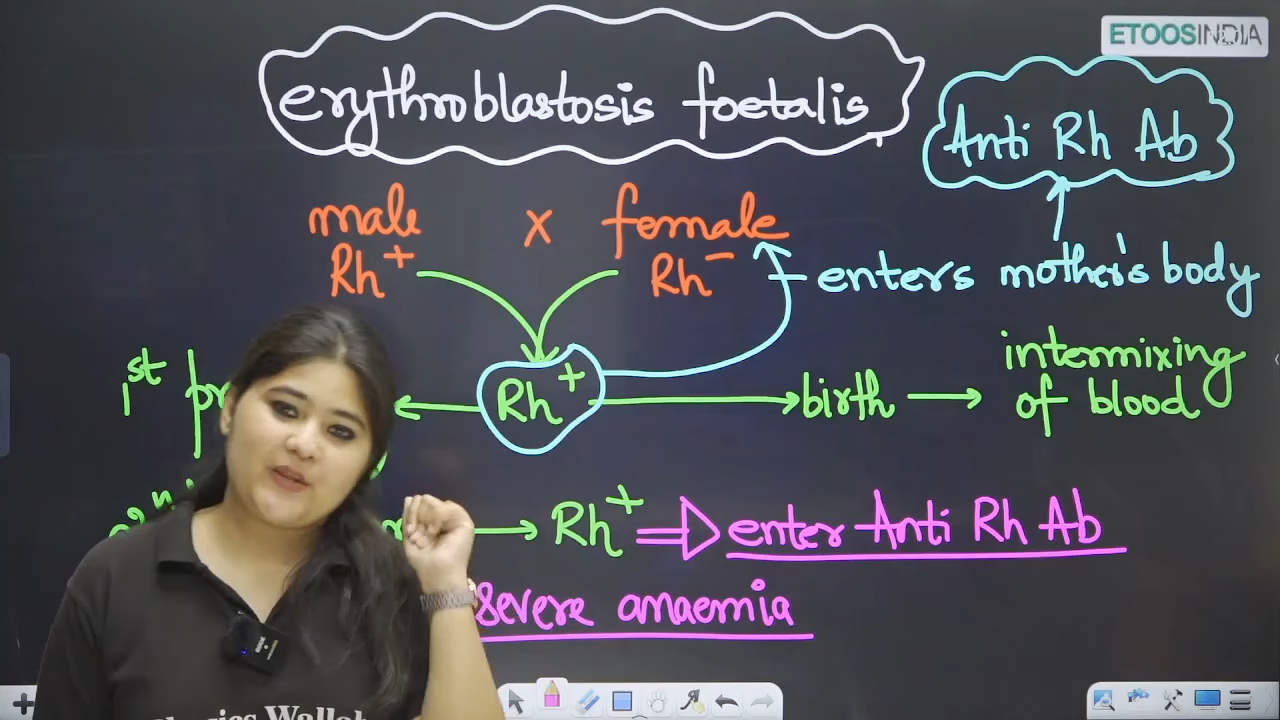 ETOOSINDIA
erythroblastosis foetalis
Anti Rh Ab
male x female
Rh+ Rh−
enters mother's body
1st
Rh+
birth
intermixing
of blood
Rh+ enter Anti Rh Ab
severe anaemia